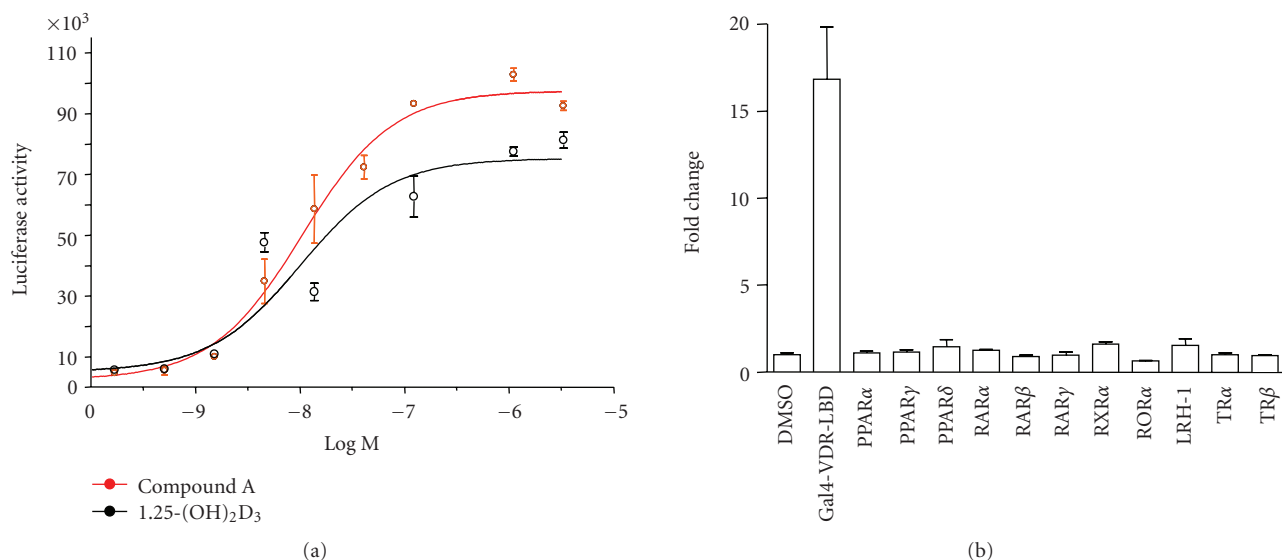 ×10³
110
90
70
50
30
10
0
Luciferase activity
0 −9 −8 −7 −6 −5
Log M
Compound A
1.25-(OH)₂D₃
(a)
20
15
10
5
0
Fold change
DMSO
Gal4-VDR-LBD
PPARα
PPARγ
PPARδ
RARα
RARβ
RARγ
RXRα
RORα
LRH-1
TRα
TRβ
(b)